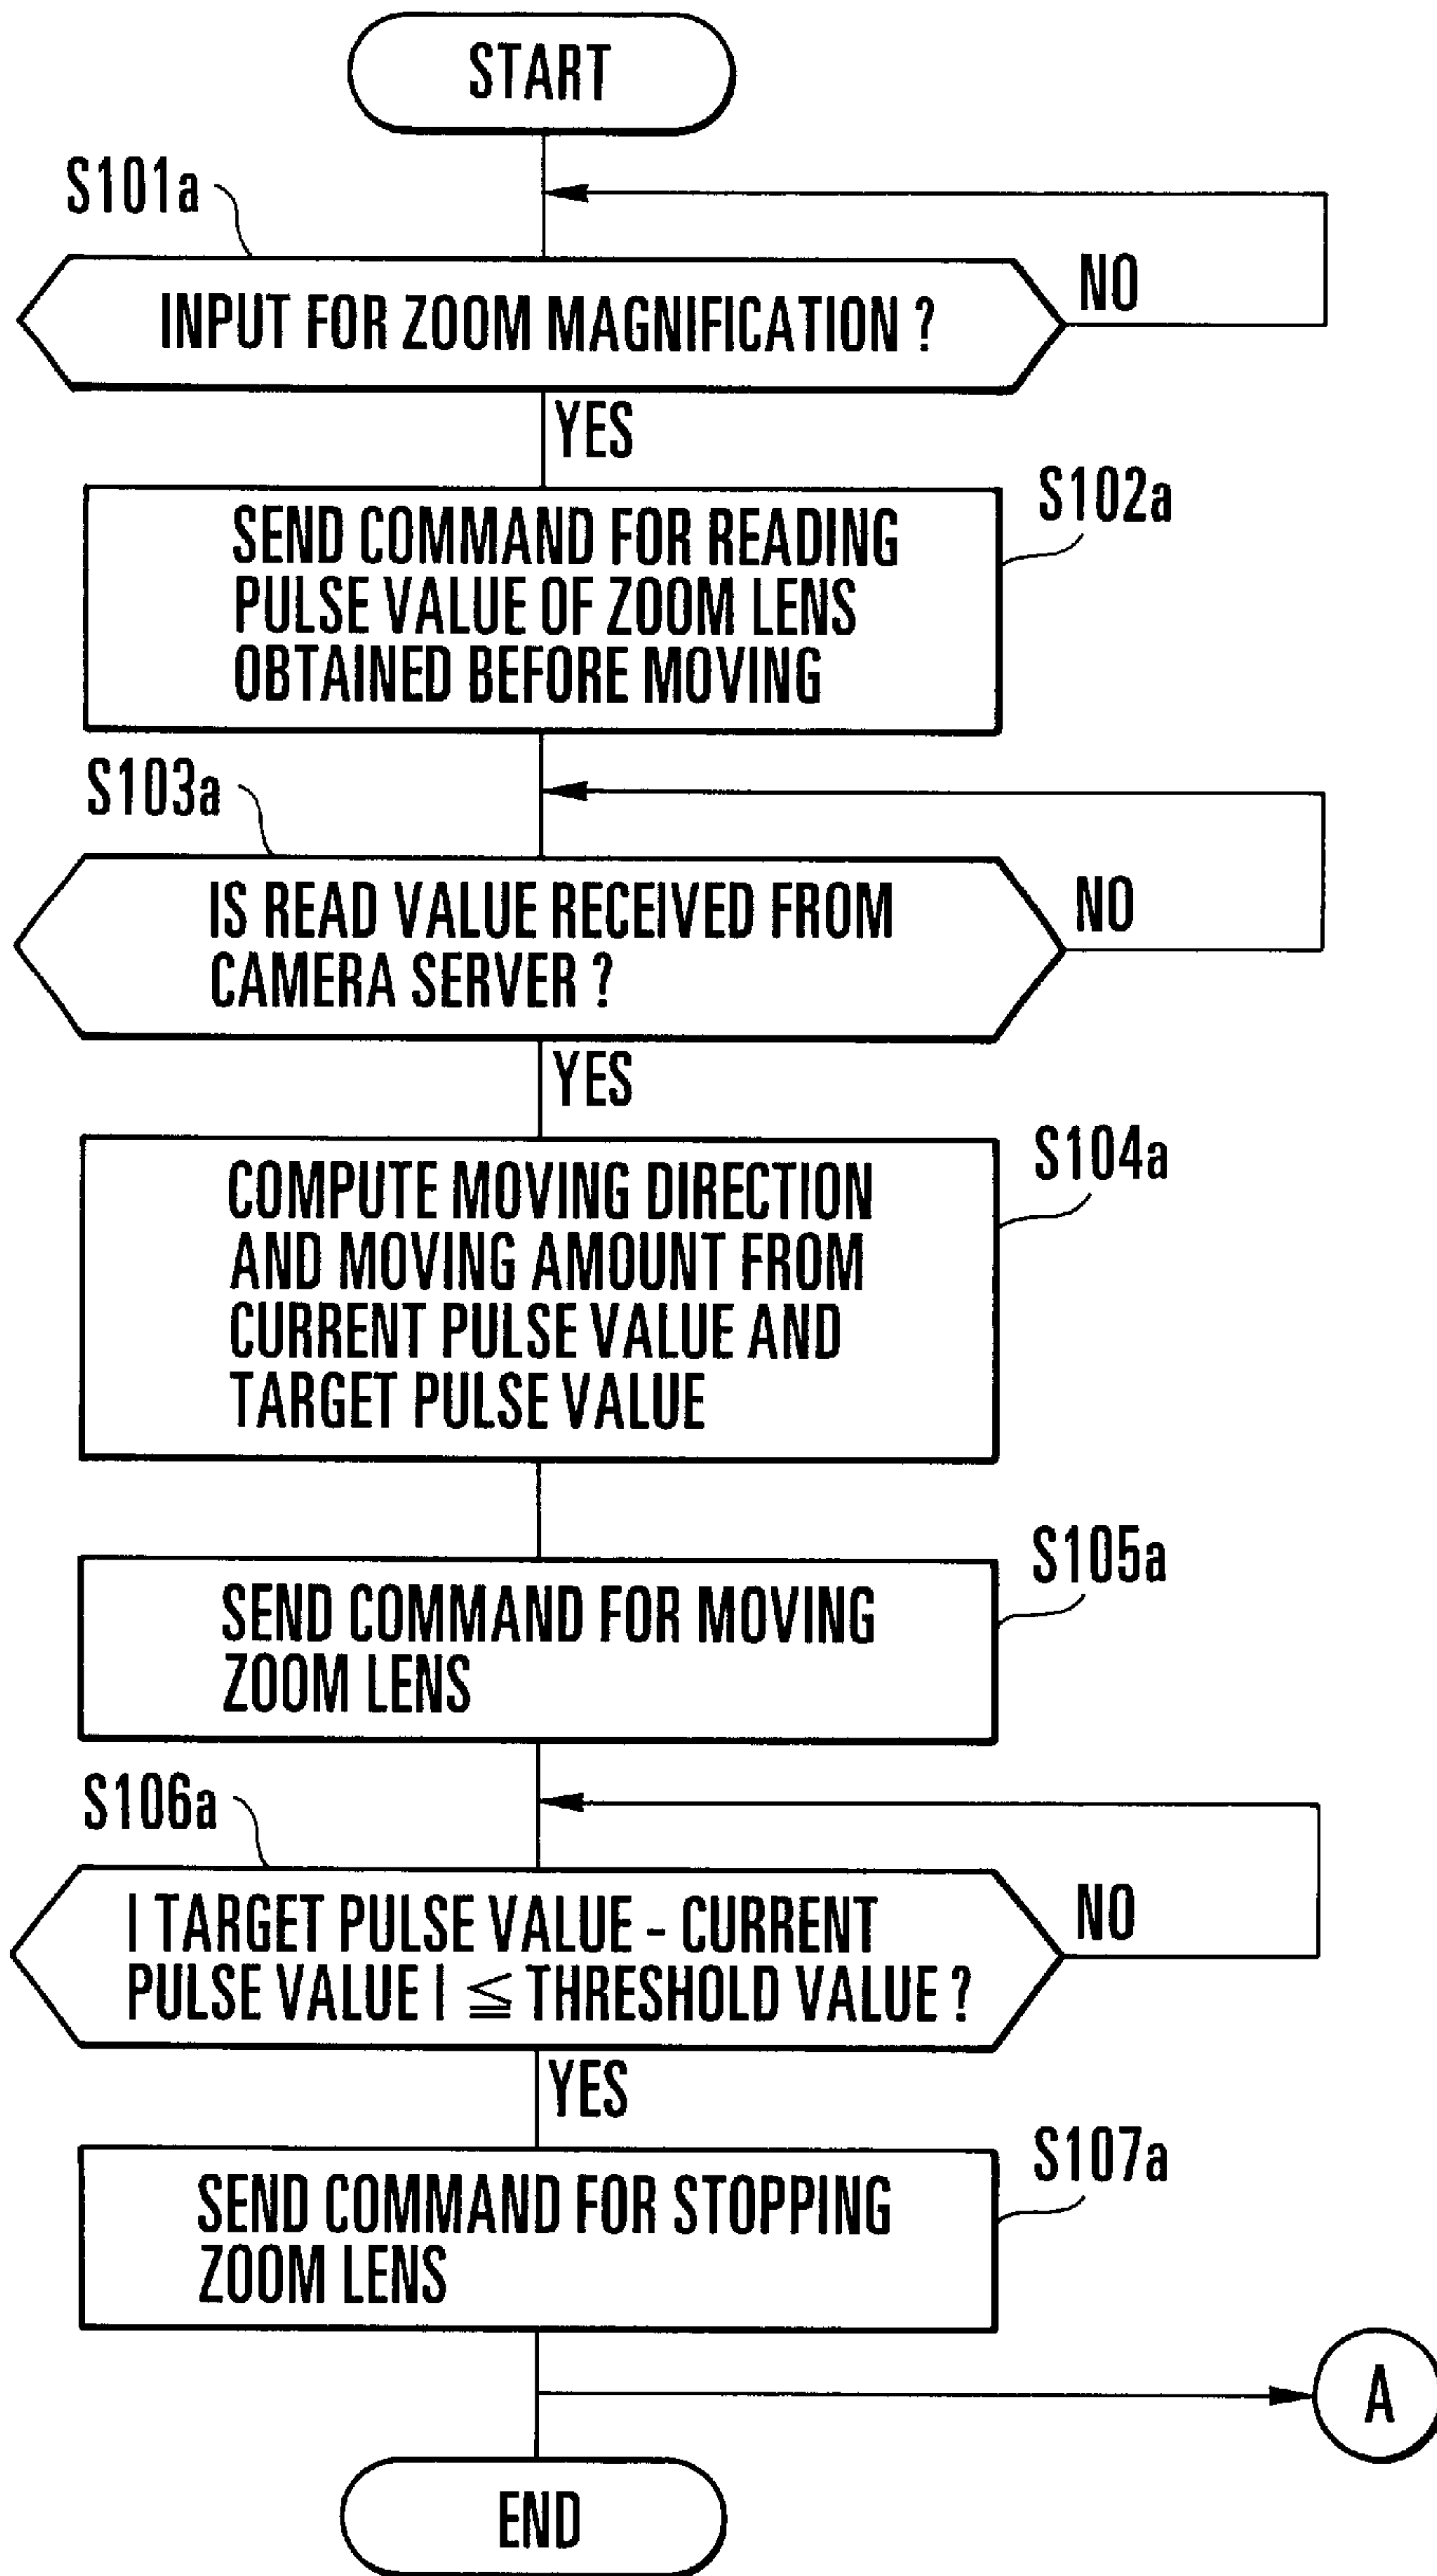 START
S101a
INPUT FOR ZOOM MAGNIFICATION ?
NO
YES
SEND COMMAND FOR READING
PULSE VALUE OF ZOOM LENS
OBTAINED BEFORE MOVING
S102a
S103a
IS READ VALUE RECEIVED FROM
CAMERA SERVER ?
NO
YES
COMPUTE MOVING DIRECTION
AND MOVING AMOUNT FROM
CURRENT PULSE VALUE AND
TARGET PULSE VALUE
S104a
SEND COMMAND FOR MOVING
ZOOM LENS
S105a
S106a
| TARGET PULSE VALUE - CURRENT
PULSE VALUE | ≦ THRESHOLD VALUE ?
NO
YES
SEND COMMAND FOR STOPPING
ZOOM LENS
S107a
A
END